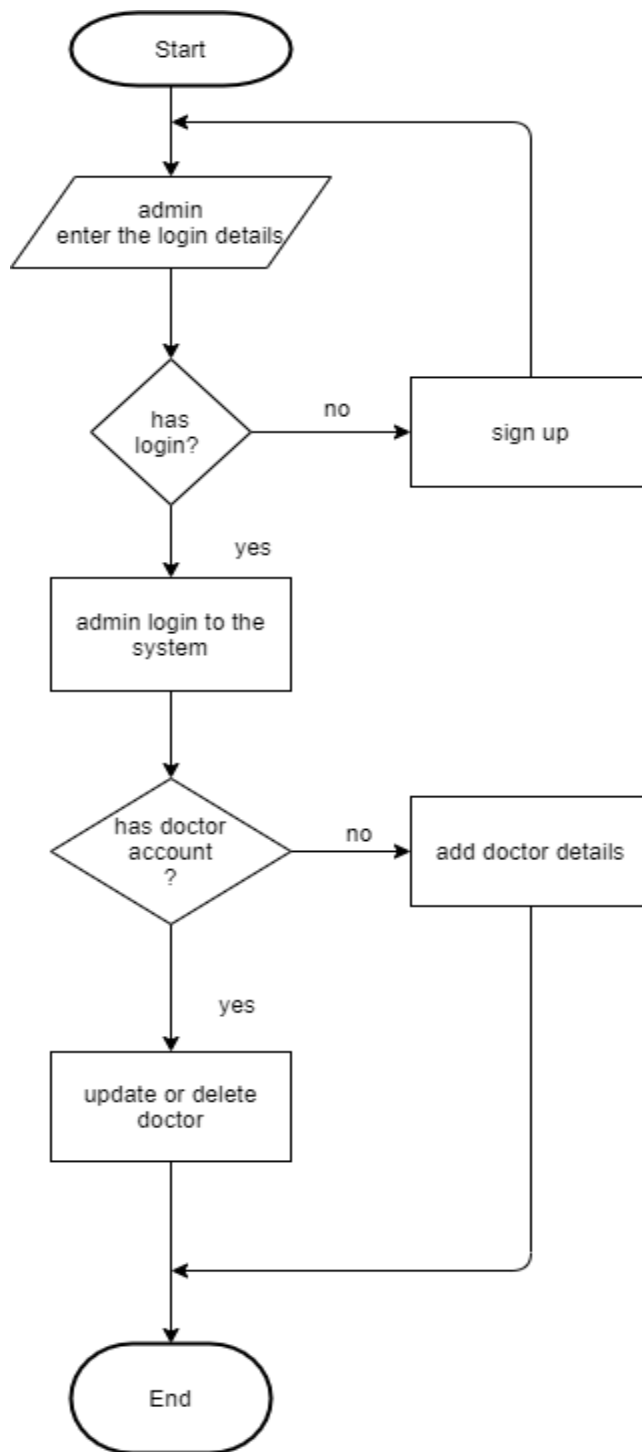 Start
admin
enter the login details
has
login?
no
sign up
yes
admin login to the
system
has doctor
account
?
no
add doctor details
yes
update or delete
doctor
End